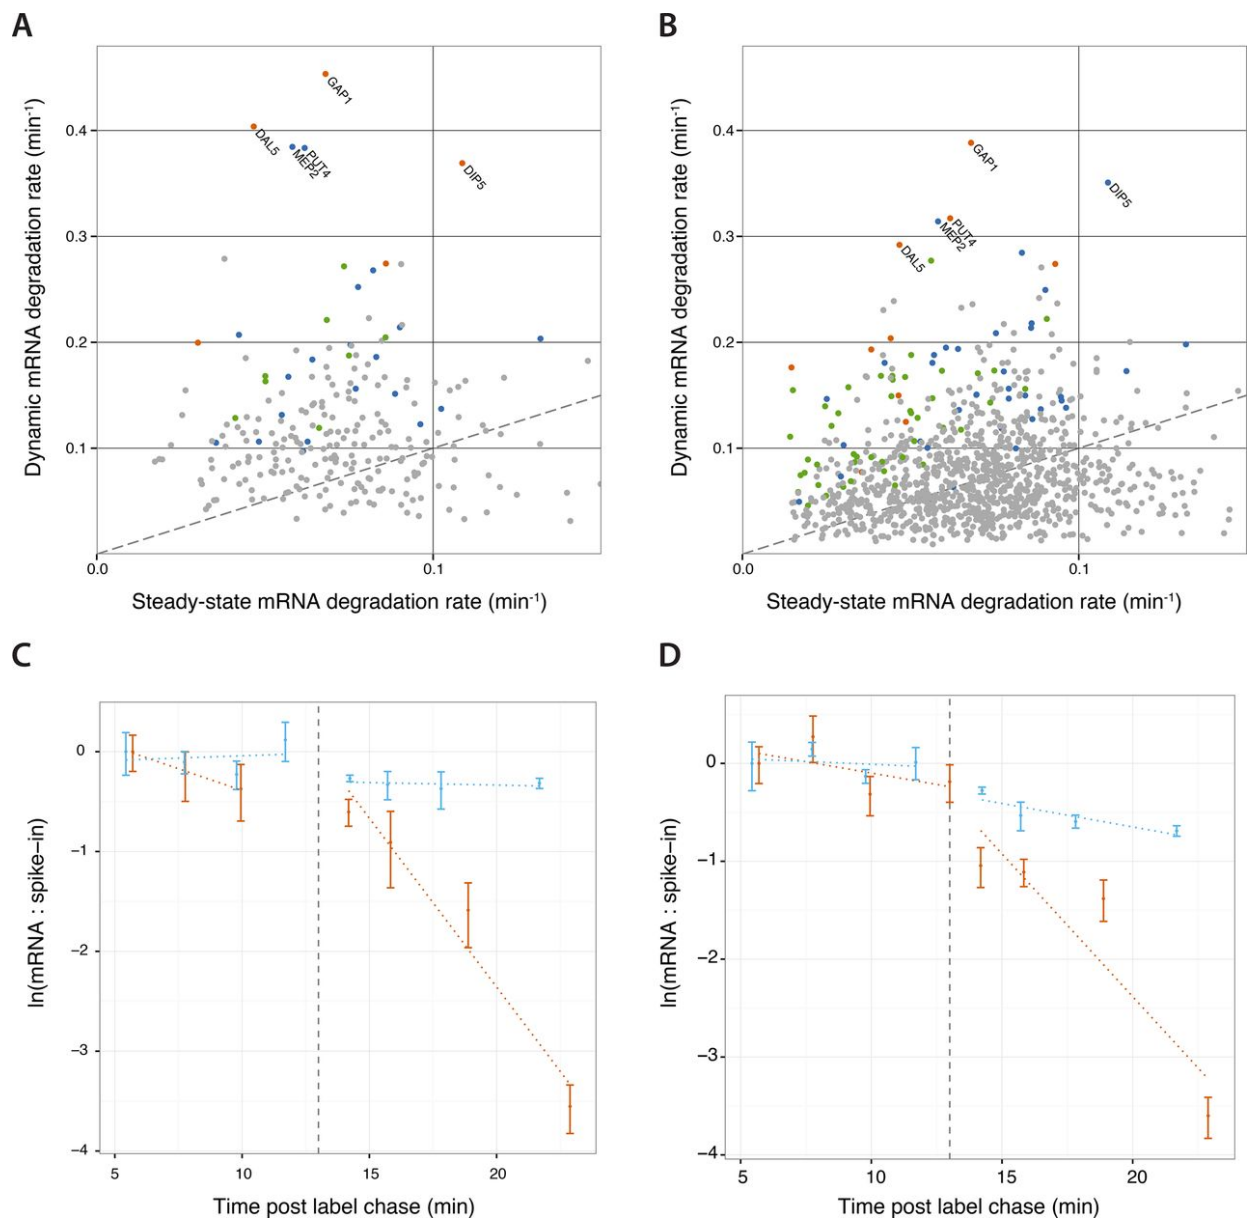 A
B
Dynamic mRNA degradation rate (min-1)
0.4
0.3
0.2
0.1
GAP1
DAL5
PUT4
MEP2
DIP5
0.0
0.1
Steady-state mRNA degradation rate (min-1)
Dynamic mRNA degradation rate (min-1)
0.4
0.3
0.2
0.1
GAP1
DIP5
PUT4
MEP2
DAL5
0.0
0.1
Steady-state mRNA degradation rate (min-1)
C
D
ln(mRNA : spike–in)
0
−1
−2
−3
−4
5
10
15
20
Time post label chase (min)
ln(mRNA : spike–in)
0
−1
−2
−3
−4
5
10
15
20
Time post label chase (min)